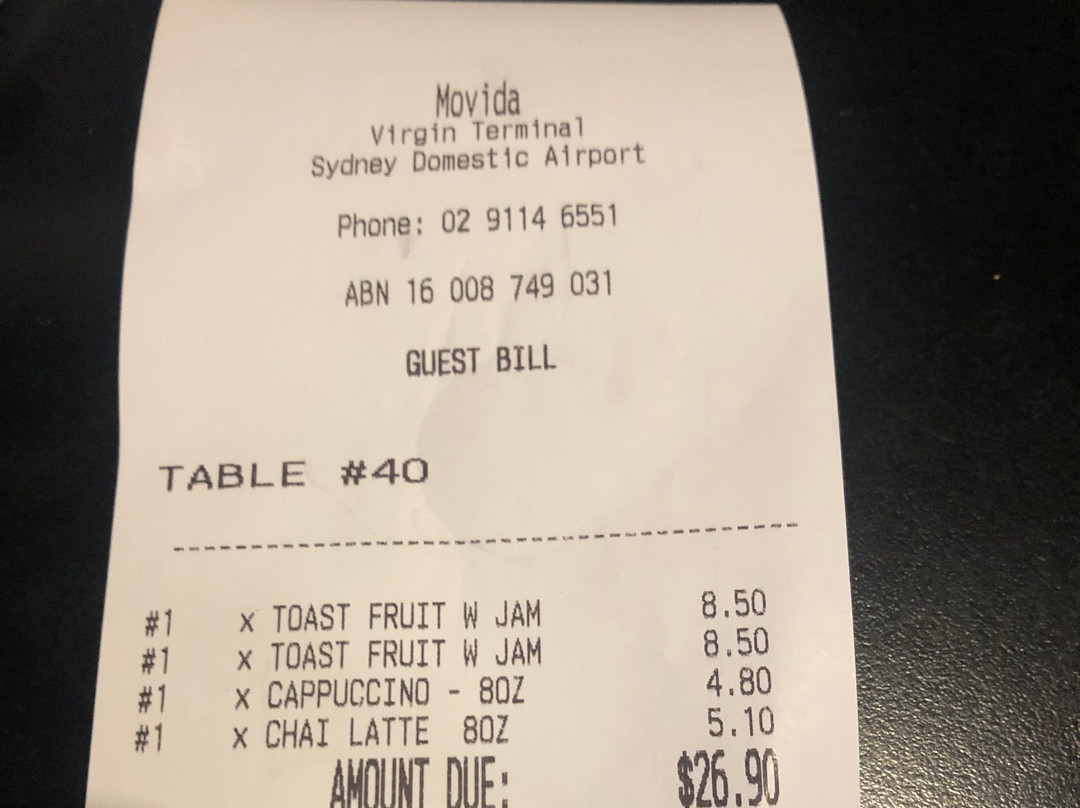 Movida
Virgin Terminal
Sydney Domestic Airport
Phone: 02 9114 6551
ABN 16 008 749 031
GUEST BILL
TABLE #40
--------------------------------------------------
#1 x TOAST FRUIT W JAM 8.50
#1 x TOAST FRUIT W JAM 8.50
#1 x CAPPUCCINO - 8OZ 4.80
#1 x CHAI LATTE 8OZ 5.10
AMOUNT DUE: $26.90